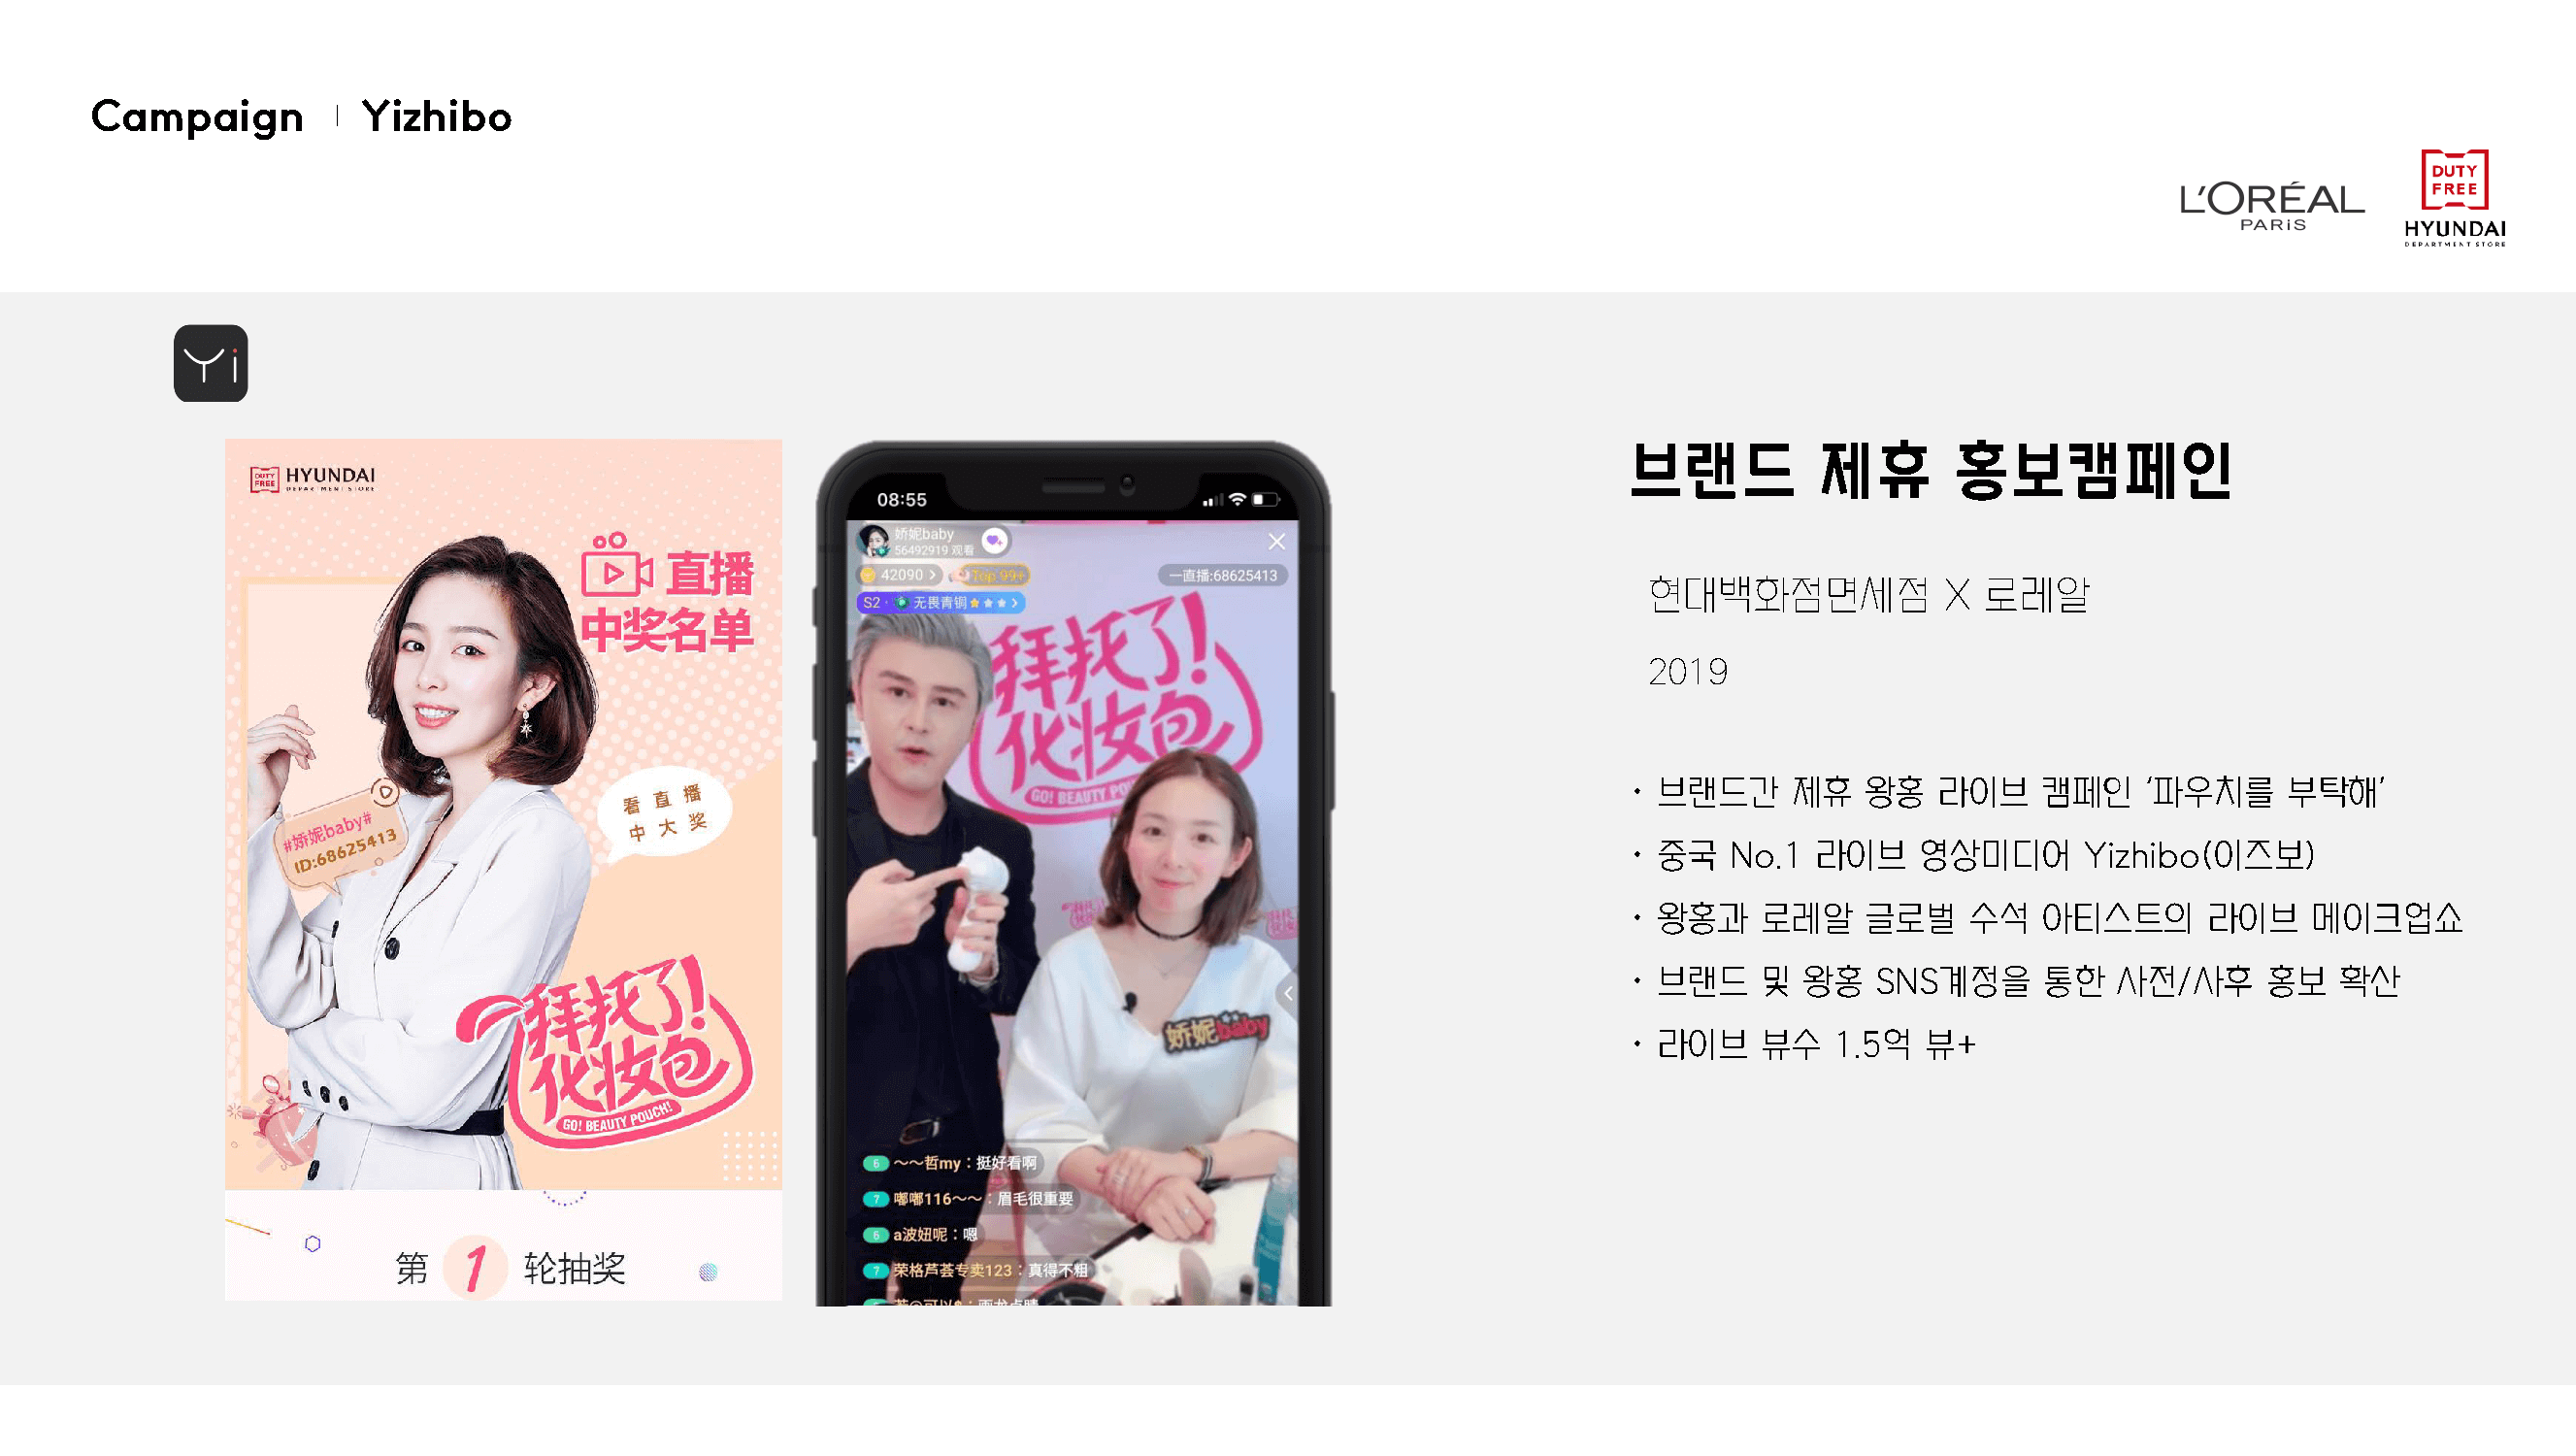 Campaign | Yizhibo
L'ORÉAL
PARiS
DUTY
FREE
HYUNDAI
DEPARTMENT STORE
Yi
DUTY
FREE
HYUNDAI
DEPARTMENT STORE
直播
中奖名单
看直播
中大奖
#娇妮baby#
ID:68625413
拜托了!
化妆包
GO! BEAUTY POUCH!
第 1 轮抽奖
08:55
娇妮baby
56492919 观看
42090 >
Top 99+
一直播:68625413
S2 · 无畏青铜
拜托了!
化妆包
GO! BEAUTY PO
娇妮baby
6 ~~哲my：挺好看啊
7 嘟嘟116~~：眉毛很重要
6 a波妞呢：嗯
7 荣格芦荟专卖123：真得不粗
브랜드 제휴 홍보캠페인
현대백화점면세점 X 로레알
2019
· 브랜드간 제휴 왕홍 라이브 캠페인 ‘파우치를 부탁해’
· 중국 No.1 라이브 영상미디어 Yizhibo(이즈보)
· 왕홍과 로레알 글로벌 수석 아티스트의 라이브 메이크업쇼
· 브랜드 및 왕홍 SNS계정을 통한 사전/사후 홍보 확산
· 라이브 뷰수 1.5억 뷰+